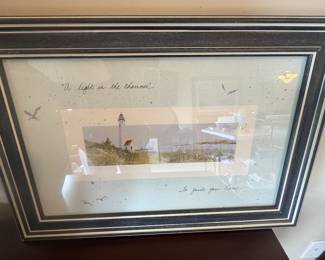 "A light in the Channel
to guide you home"